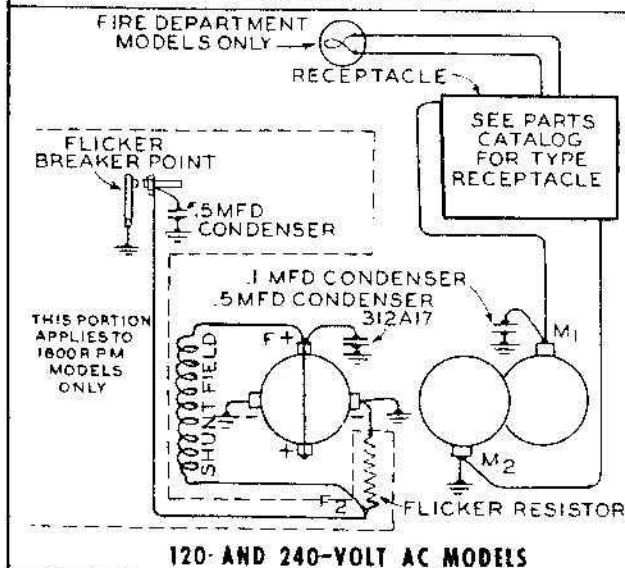 FIRE DEPARTMENT
MODELS ONLY
RECEPTACLE
SEE PARTS
CATALOG
FOR TYPE
RECEPTACLE
FLICKER
BREAKER POINT
.5MFD
CONDENSER
.1 MFD CONDENSER
.5MFD CONDENSER
312A17
THIS PORTION
APPLIES TO
1800 RPM
MODELS
ONLY
SHUNT FIELD
F+
+
F2
M1
M2
FLICKER RESISTOR
120- AND 240-VOLT AC MODELS